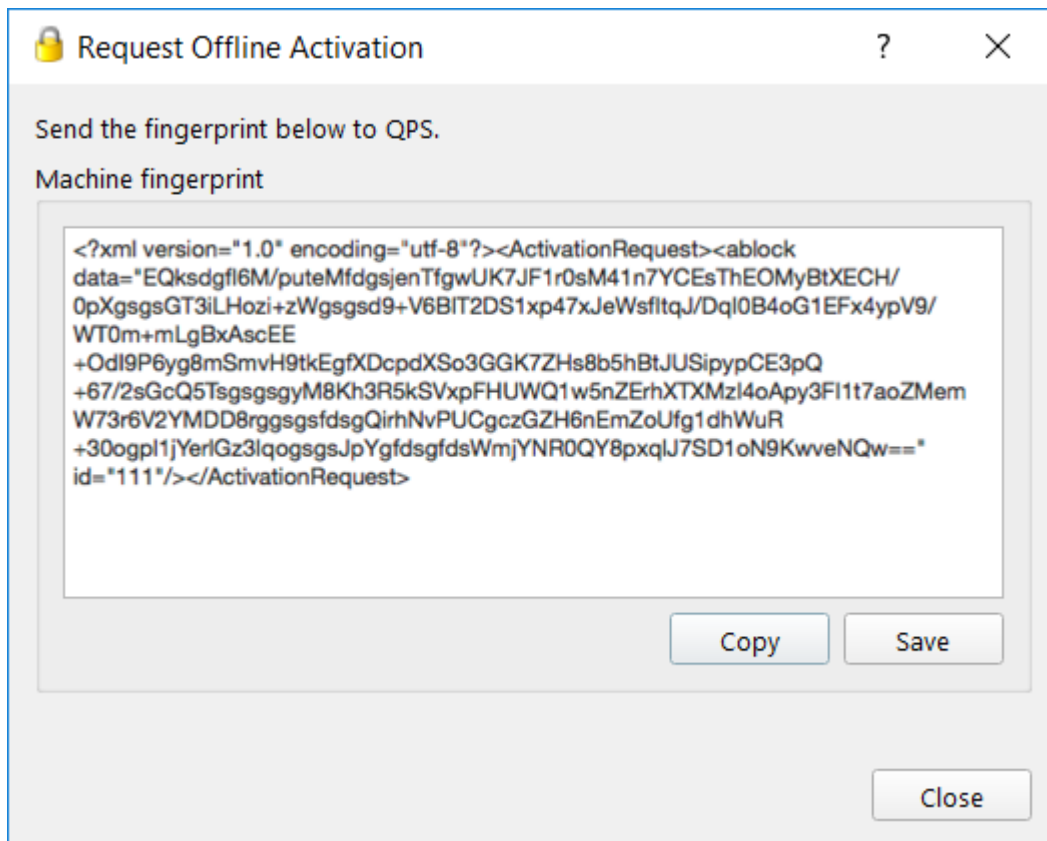 Request Offline Activation
Send the fingerprint below to QPS.
Machine fingerprint
<?xml version="1.0" encoding="utf-8"?><ActivationRequest><ablock
data="EQksdgfl6M/puteMfdgsjenTfgwUK7JF1r0sM41n7YCEsThEOMyBtXECH/
0pXgsgsGT3iLHozi+zWgsgsd9+V6BlT2DS1xp47xJeWsfltqJ/Dql0B4oG1EFx4ypV9/
WT0m+mLgBxAscEE
+OdI9P6yg8mSmvH9tkEgfXDcpdXSo3GGK7ZHs8b5hBtJUSipypCE3pQ
+67/2sGcQ5TsgsgsgyM8Kh3R5kSVxpFHUWQ1w5nZErhXTXMzl4oApy3Fl1t7aoZMem
W73r6V2YMDD8rggsgsfdsgQirhNvPUCgczGZH6nEmZoUfg1dhWuR
+30ogpl1jYerlGz3lqogsgsJpYgfdsgfdsWmjYNR0QY8pxqlJ7SD1oN9KwveNQw=="
id="111"/></ActivationRequest>
Copy
Save
Close